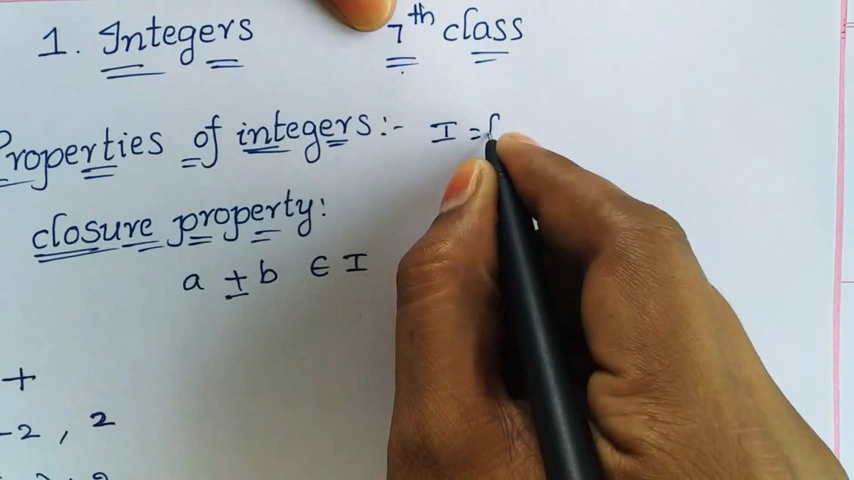 1. Integers 7th class
Properties of integers:- I = {
closure property:
a + b ∈ I
+
-2 , 2